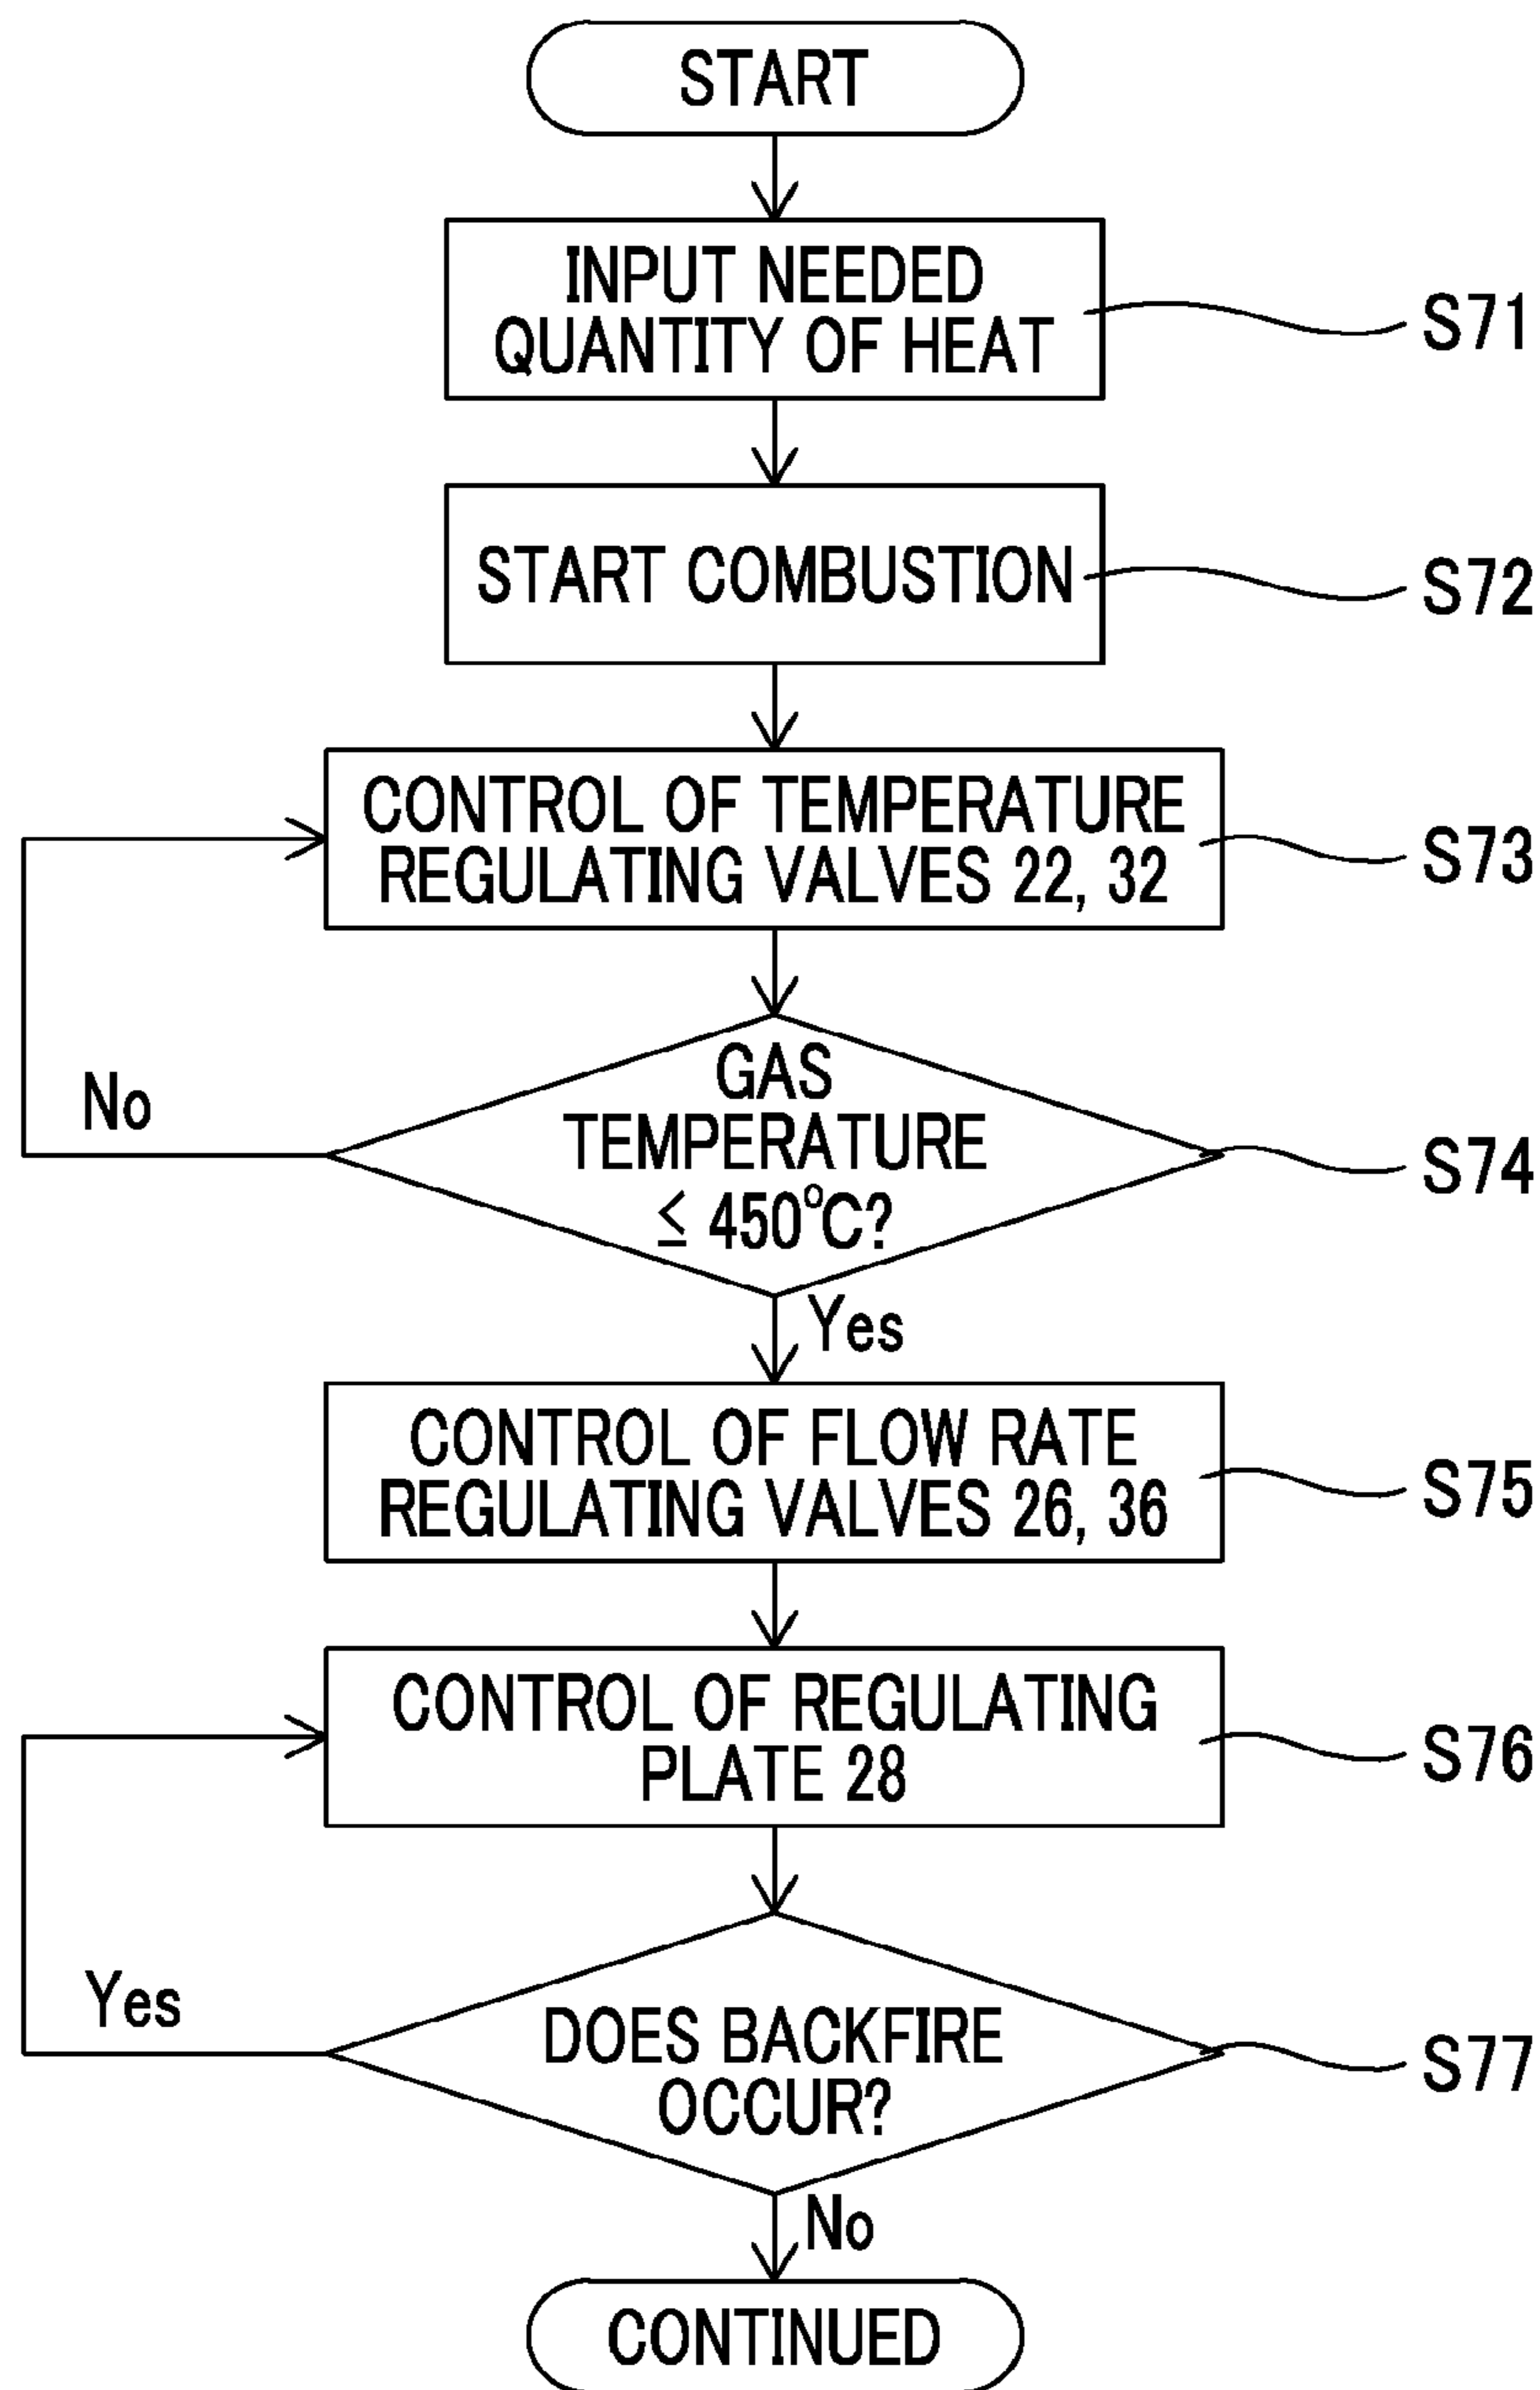 START
INPUT NEEDED
QUANTITY OF HEAT
S71
START COMBUSTION
S72
CONTROL OF TEMPERATURE
REGULATING VALVES 22, 32
S73
GAS
TEMPERATURE
≤ 450°C?
S74
No
Yes
CONTROL OF FLOW RATE
REGULATING VALVES 26, 36
S75
CONTROL OF REGULATING
PLATE 28
S76
DOES BACKFIRE
OCCUR?
S77
Yes
No
CONTINUED